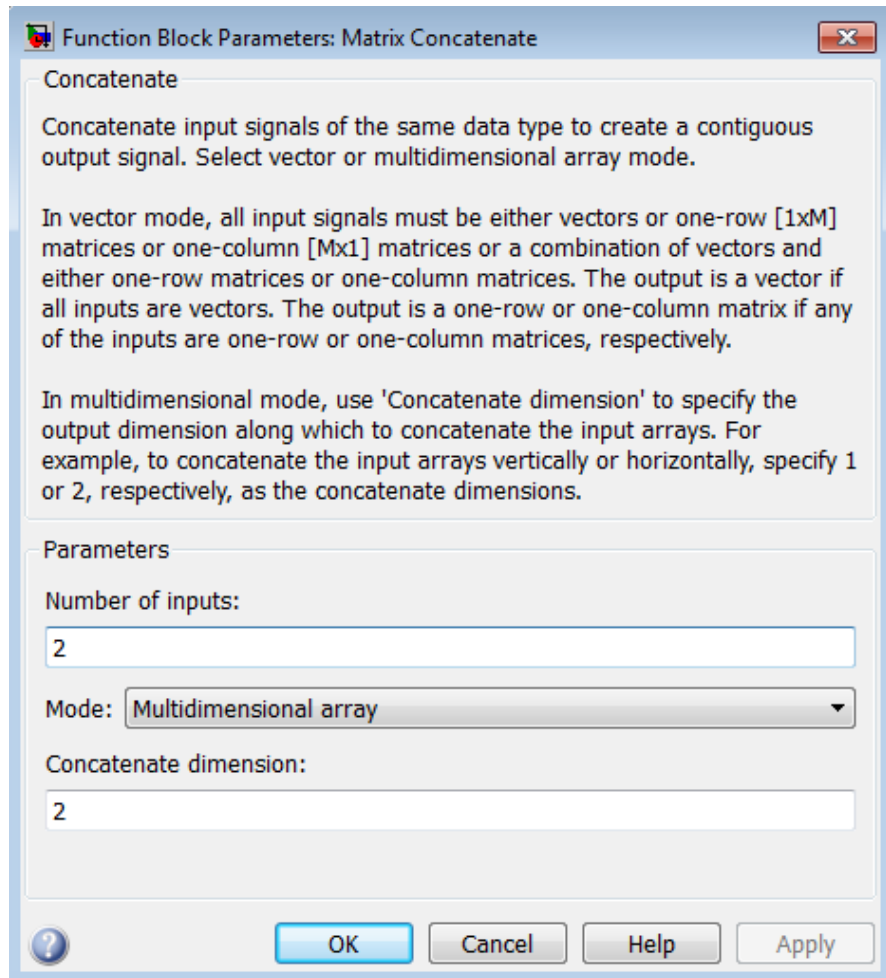 Function Block Parameters: Matrix Concatenate
Concatenate
Concatenate input signals of the same data type to create a contiguous
output signal. Select vector or multidimensional array mode.
In vector mode, all input signals must be either vectors or one-row [1xM]
matrices or one-column [Mx1] matrices or a combination of vectors and
either one-row matrices or one-column matrices. The output is a vector if
all inputs are vectors. The output is a one-row or one-column matrix if any
of the inputs are one-row or one-column matrices, respectively.
In multidimensional mode, use 'Concatenate dimension' to specify the
output dimension along which to concatenate the input arrays. For
example, to concatenate the input arrays vertically or horizontally, specify 1
or 2, respectively, as the concatenate dimensions.
Parameters
Number of inputs:
2
Mode: Multidimensional array
Concatenate dimension:
2
? OK Cancel Help Apply